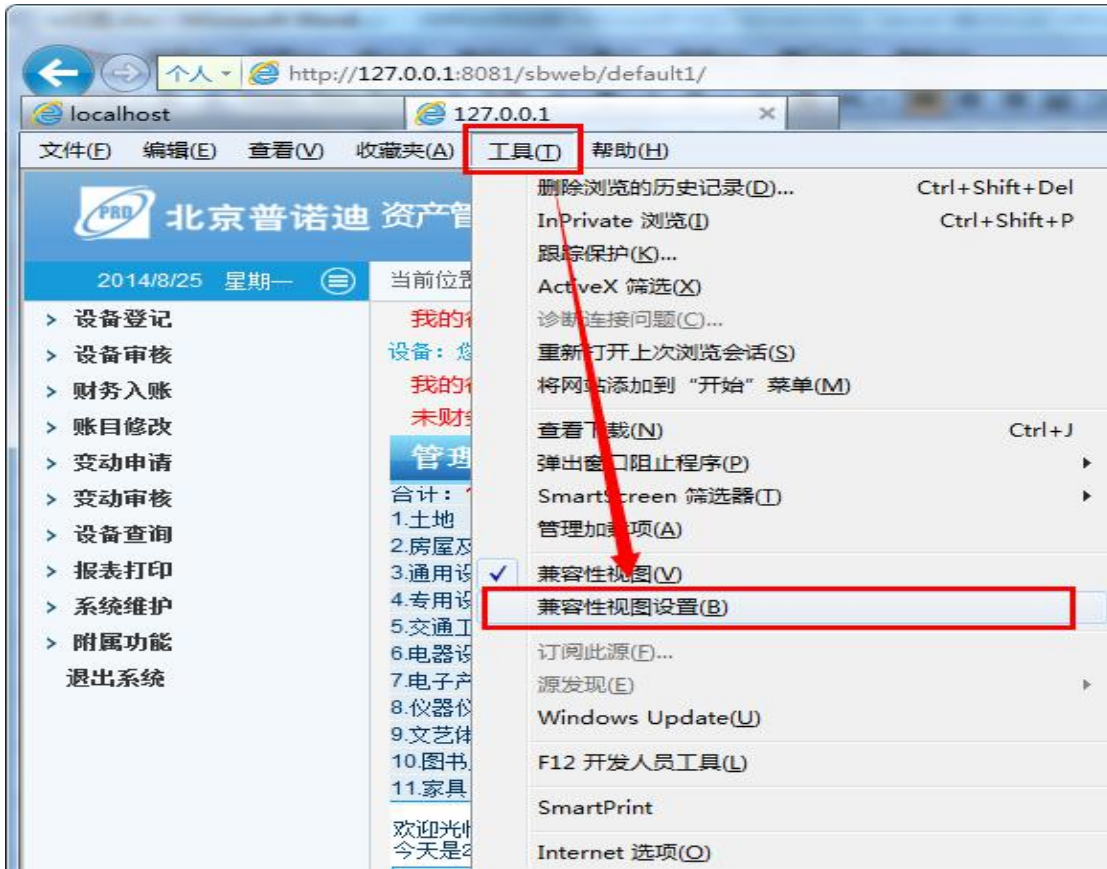 个人 http://127.0.0.1:8081/sbweb/default1/
localhost 127.0.0.1
文件(F) 编辑(E) 查看(V) 收藏夹(A) 工具(T) 帮助(H)
PRD 北京普诺迪 资产管
2014/8/25 星期一
设备登记
设备审核
财务入账
账目修改
变动申请
变动审核
设备查询
报表打印
系统维护
附属功能
退出系统
当前位置
我的
设备：您
我的
未财务
管理
合计：
1.土地
2.房屋及
3.通用设
4.专用设
5.交通工
6.电器设
7.电子产
8.仪器仪
9.文艺体
10.图书
11.家具
欢迎光临
今天是2
删除浏览的历史记录(D)... Ctrl+Shift+Del
InPrivate 浏览(I) Ctrl+Shift+P
跟踪保护(K)...
ActiveX 筛选(X)
诊断连接问题(C)...
重新打开上次浏览会话(S)
将网站添加到“开始”菜单(M)
查看下载(N) Ctrl+J
弹出窗口阻止程序(P)
SmartScreen 筛选器(T)
管理加载项(A)
兼容性视图(V)
兼容性视图设置(B)
订阅此源(F)...
源发现(E)
Windows Update(U)
F12 开发人员工具(L)
SmartPrint
Internet 选项(O)